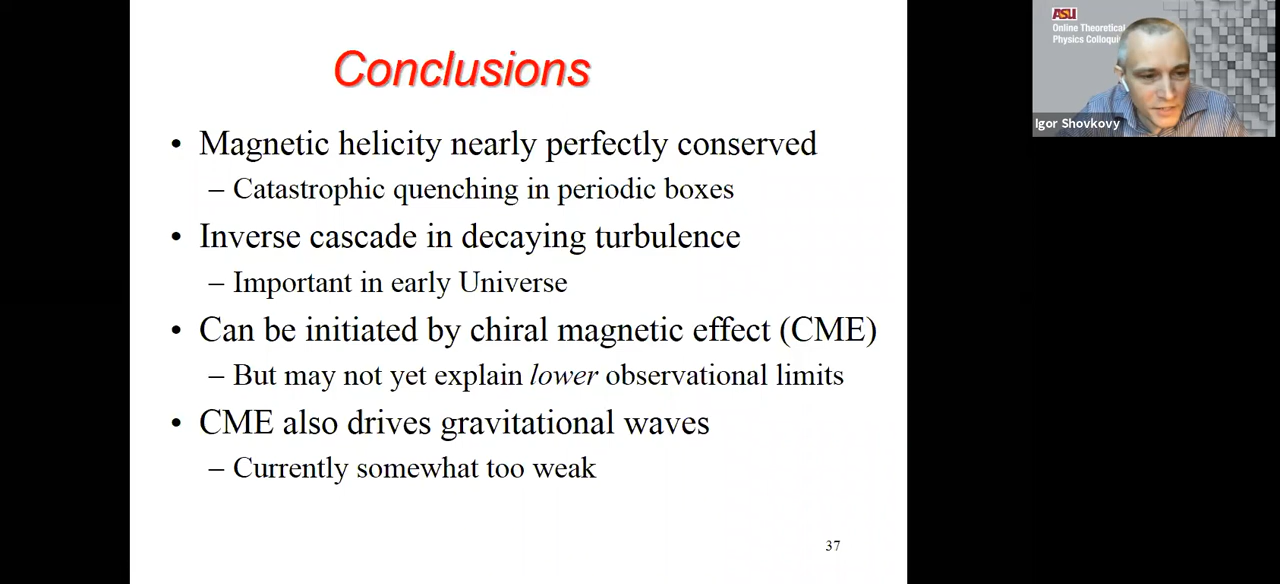 Conclusions
• Magnetic helicity nearly perfectly conserved
– Catastrophic quenching in periodic boxes
• Inverse cascade in decaying turbulence
– Important in early Universe
• Can be initiated by chiral magnetic effect (CME)
– But may not yet explain lower observational limits
• CME also drives gravitational waves
– Currently somewhat too weak
37
ASU
Online Theoretical
Physics Colloqui
Igor Shovkovy